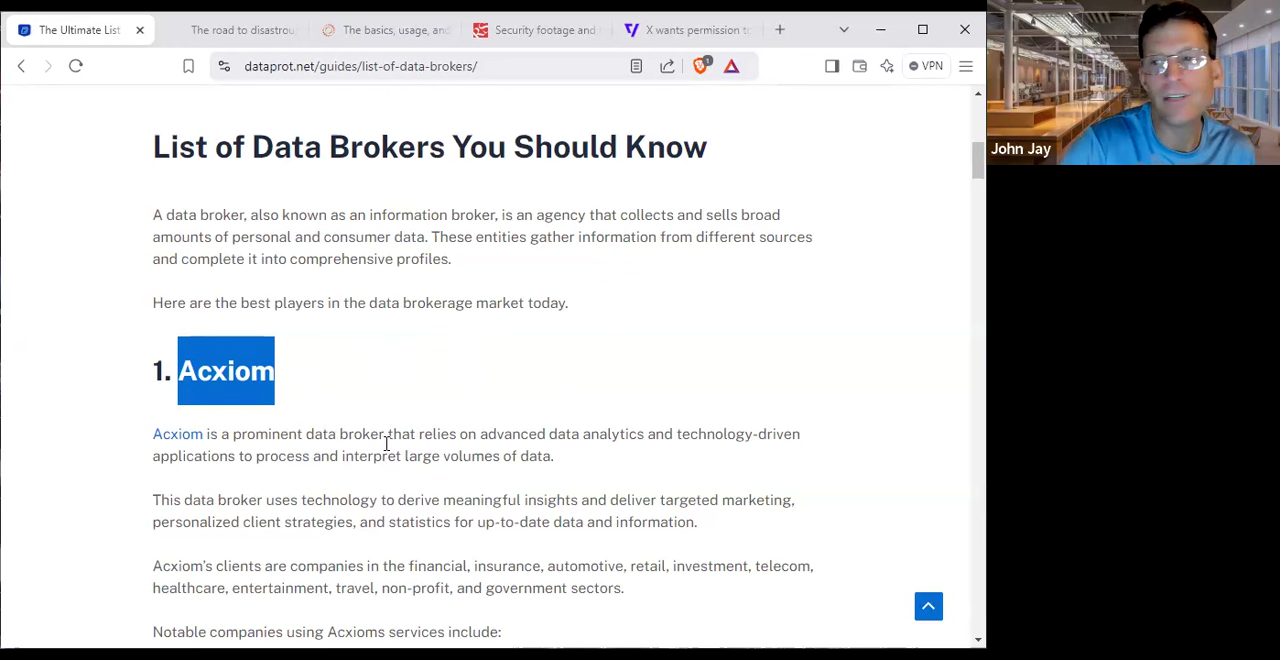 The Ultimate List
The road to disastrou
The basics, usage, and
Security footage and
X wants permission to
dataprot.net/guides/list-of-data-brokers/
1
VPN
John Jay
List of Data Brokers You Should Know
A data broker, also known as an information broker, is an agency that collects and sells broad
amounts of personal and consumer data. These entities gather information from different sources
and complete it into comprehensive profiles.
Here are the best players in the data brokerage market today.
1. Acxiom
Acxiom is a prominent data broker that relies on advanced data analytics and technology-driven
applications to process and interpret large volumes of data.
This data broker uses technology to derive meaningful insights and deliver targeted marketing,
personalized client strategies, and statistics for up-to-date data and information.
Acxiom's clients are companies in the financial, insurance, automotive, retail, investment, telecom,
healthcare, entertainment, travel, non-profit, and government sectors.
Notable companies using Acxioms services include: